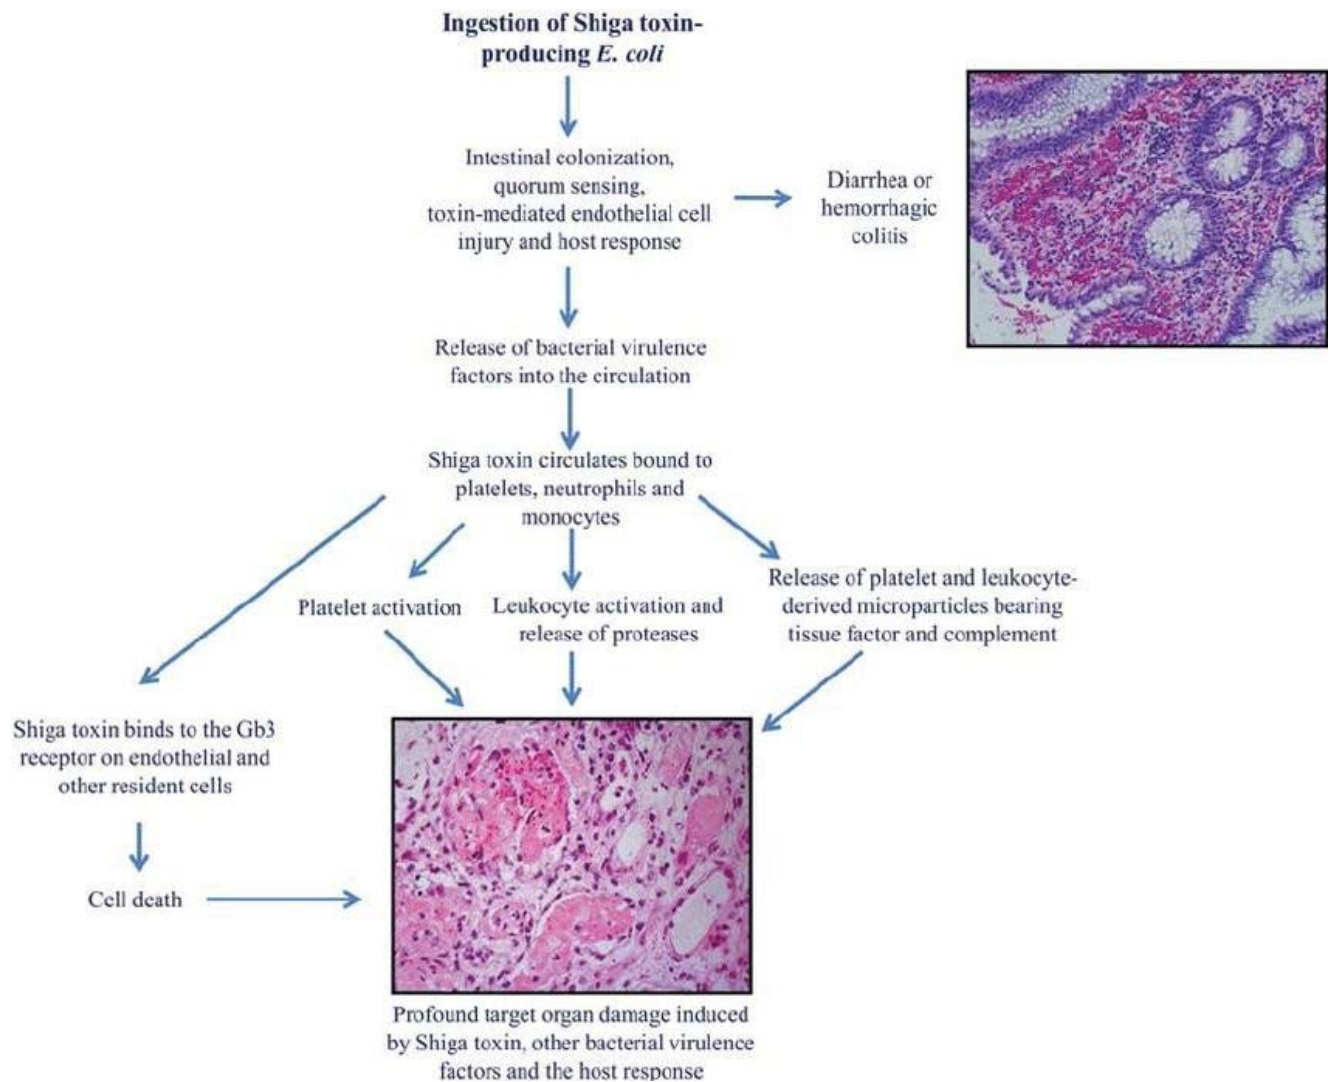 Ingestion of Shiga toxin-
producing E. coli
Intestinal colonization,
quorum sensing,
toxin-mediated endothelial cell
injury and host response
Diarrhea or
hemorrhagic
colitis
Release of bacterial virulence
factors into the circulation
Shiga toxin circulates bound to
platelets, neutrophils and
monocytes
Platelet activation
Leukocyte activation and
release of proteases
Release of platelet and leukocyte-
derived microparticles bearing
tissue factor and complement
Shiga toxin binds to the Gb3
receptor on endothelial and
other resident cells
Cell death
Profound target organ damage induced
by Shiga toxin, other bacterial virulence
factors and the host response